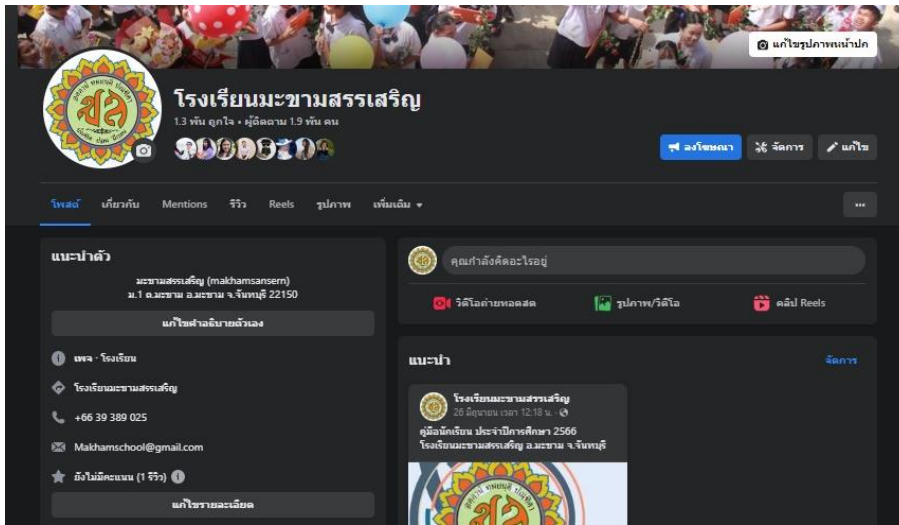 แก้ไขรูปภาพหน้าปก
โรงเรียนมะขามสรรเสริญ
1.3 พัน ถูกใจ • ผู้ติดตาม 1.9 พัน คน
ลงโฆษณา
จัดการ
แก้ไข
โพสต์ เกี่ยวกับ Mentions รีวิว Reels รูปภาพ เพิ่มเติม
แนะนำตัว
มะขามสรรเสริญ (makhamsansern)
ม.1 ต.มะขาม อ.มะขาม จ.จันทบุรี 22150
แก้ไขคำอธิบายตัวเอง
เพจ · โรงเรียน
โรงเรียนมะขามสรรเสริญ
+66 39 389 025
Makhamschool@gmail.com
ยังไม่มีคะแนน (1 รีวิว)
แก้ไขรายละเอียด
คุณกำลังคิดอะไรอยู่
วิดีโอถ่ายทอดสด
รูปภาพ/วิดีโอ
คลิป Reels
แนะนำ
จัดการ
โรงเรียนมะขามสรรเสริญ
26 มิถุนายน เวลา 12:18 น. ·
คู่มือนักเรียน ประจำปีการศึกษา 2566
โรงเรียนมะขามสรรเสริญ อ.มะขาม จ.จันทบุรี